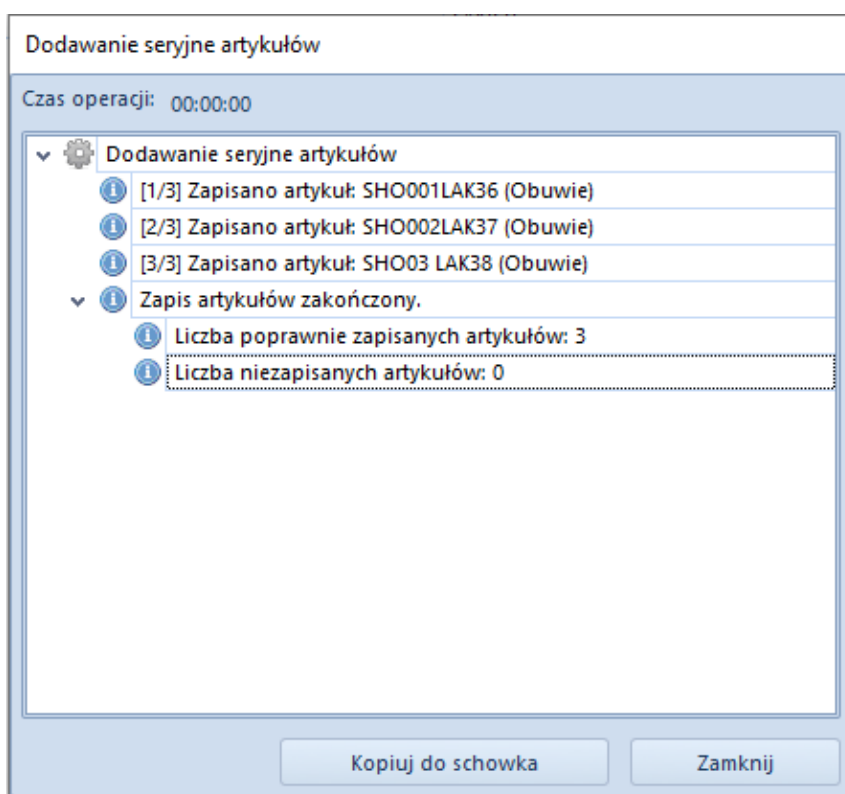 Dodawanie seryjne artykułów
Czas operacji: 00:00:00
Dodawanie seryjne artykułów
[1/3] Zapisano artykuł: SHO001LAK36 (Obuwie)
[2/3] Zapisano artykuł: SHO002LAK37 (Obuwie)
[3/3] Zapisano artykuł: SHO03 LAK38 (Obuwie)
Zapis artykułów zakończony.
Liczba poprawnie zapisanych artykułów: 3
Liczba niezapisanych artykułów: 0
Kopiuj do schowka Zamknij